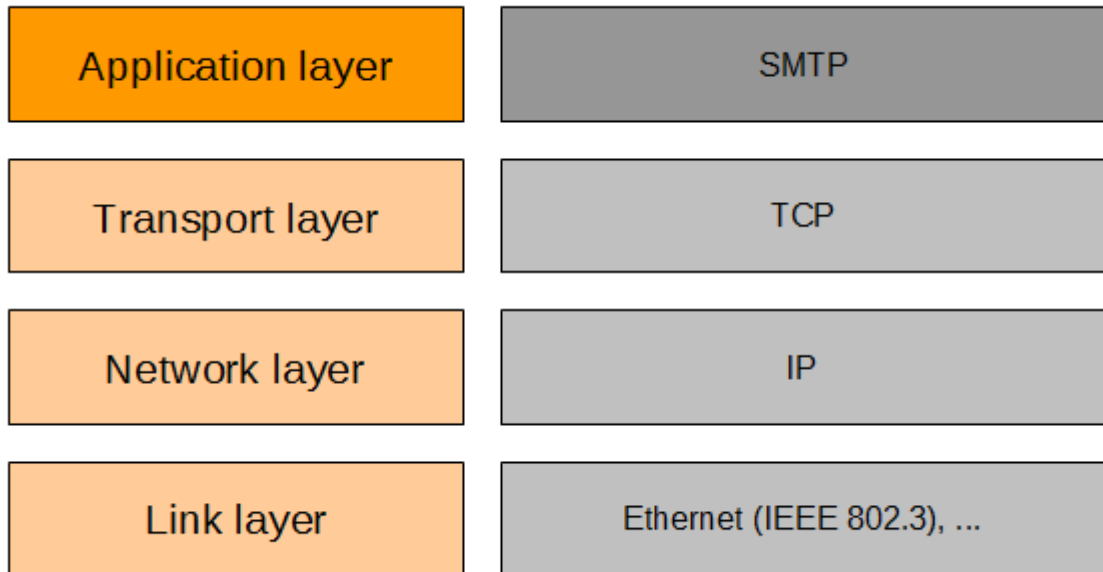 Application layer
SMTP
Transport layer
TCP
Network layer
IP
Link layer
Ethernet (IEEE 802.3), ...